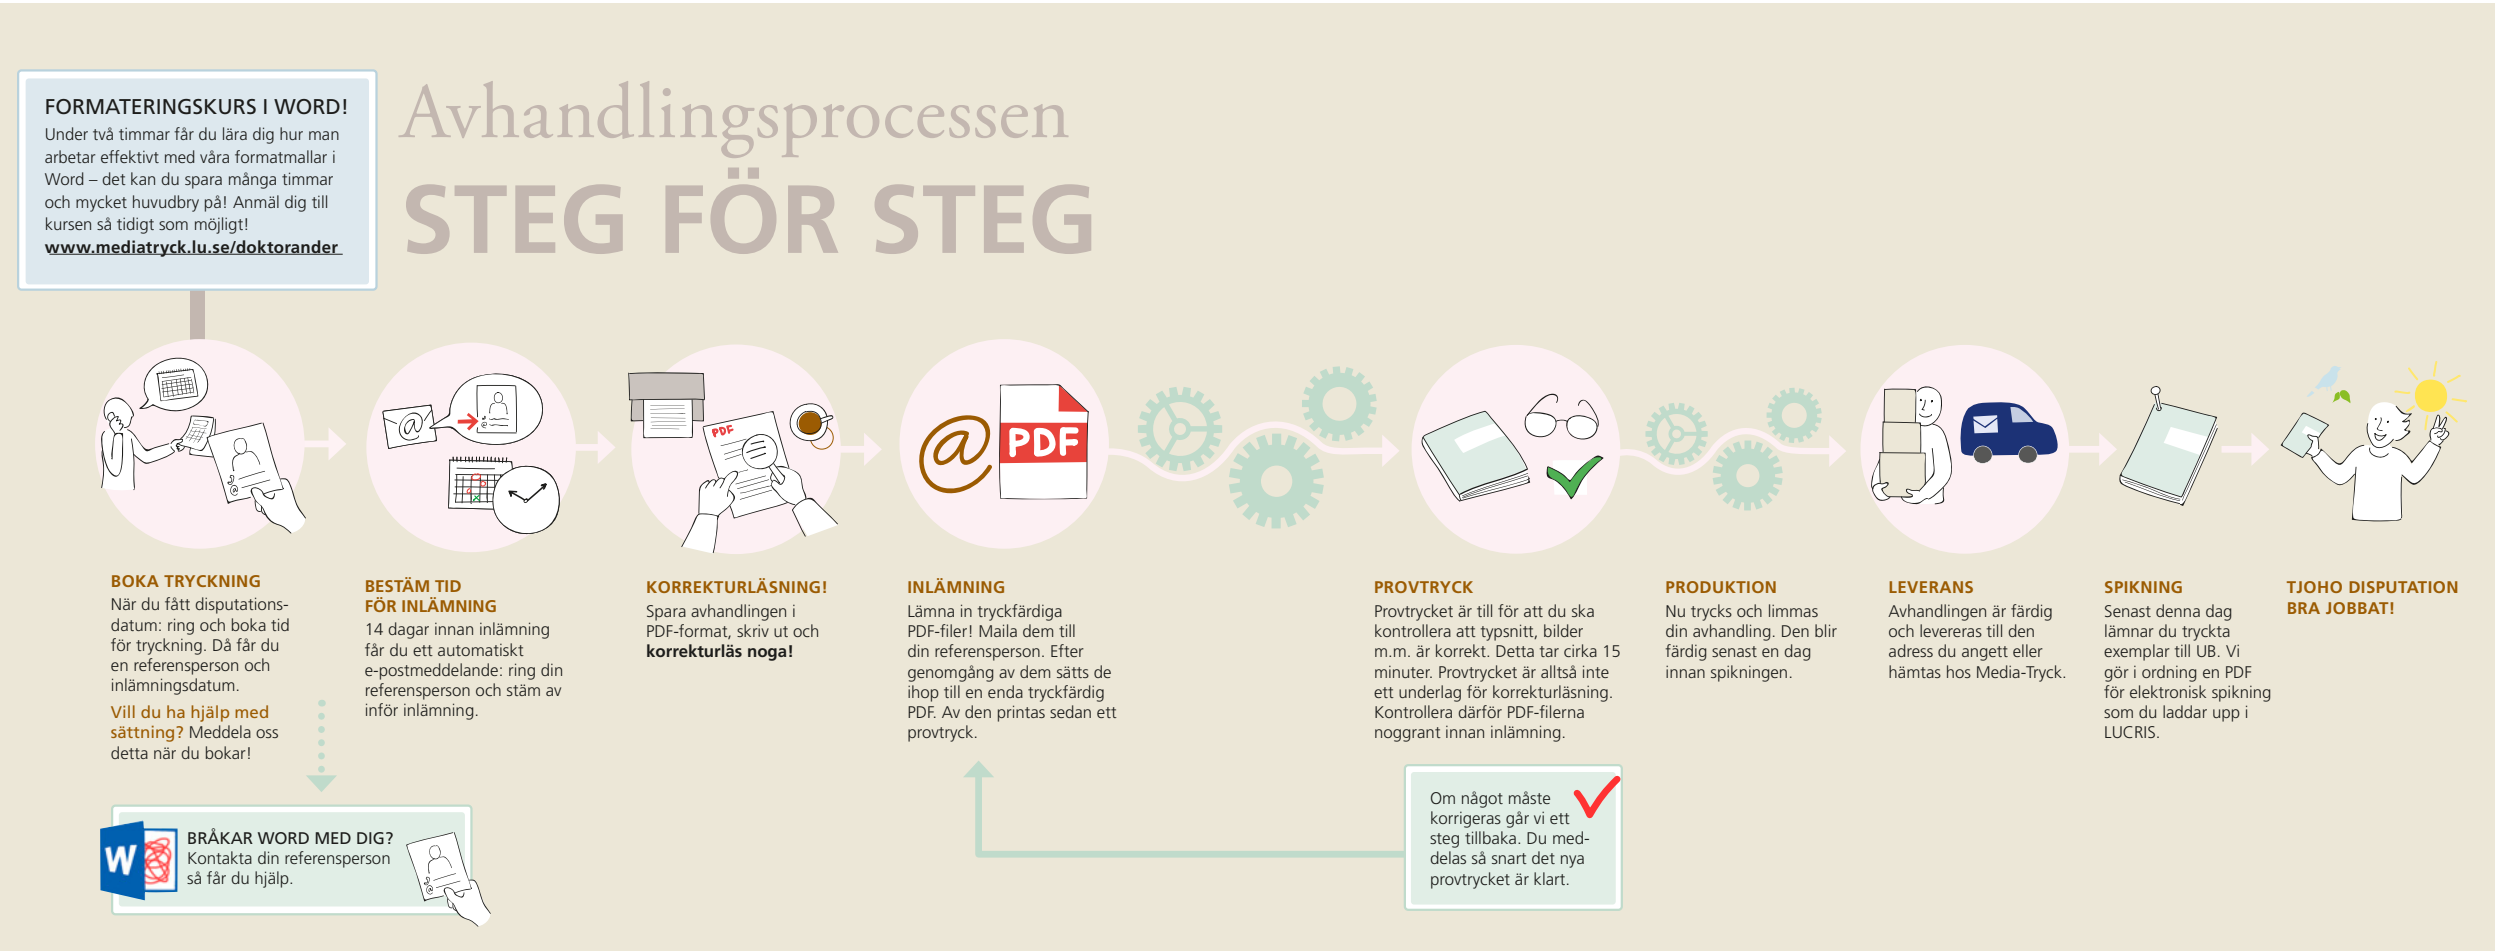 FORMATERINGSKURS I WORD!
Under två timmar får du lära dig hur man
arbetar effektivt med våra formatmallar i
Word – det kan du spara många timmar
och mycket huvudbry på! Anmäl dig till
kursen så tidigt som möjligt!
www.mediatryck.lu.se/doktorander
Avhandlingsprocessen
STEG FÖR STEG
PDF
@
PDF
BOKA TRYCKNING
När du fått disputations-
datum: ring och boka tid
för tryckning. Då får du
en referensperson och
inlämningsdatum.
Vill du ha hjälp med
sättning? Meddela oss
detta när du bokar!
BESTÄM TID
FÖR INLÄMNING
14 dagar innan inlämning
får du ett automatiskt
e-postmeddelande: ring din
referensperson och stäm av
inför inlämning.
KORREKTURLÄSNING!
Spara avhandlingen i
PDF-format, skriv ut och
korrekturläs noga!
INLÄMNING
Lämna in tryckfärdiga
PDF-filer! Maila dem till
din referensperson. Efter
genomgång av dem sätts de
ihop till en enda tryckfärdig
PDF. Av den printas sedan ett
provtryck.
PROVTRYCK
Provtrycket är till för att du ska
kontrollera att typsnitt, bilder
m.m. är korrekt. Detta tar cirka 15
minuter. Provtrycket är alltså inte
ett underlag för korrekturläsning.
Kontrollera därför PDF-filerna
noggrant innan inlämning.
PRODUKTION
Nu trycks och limmas
din avhandling. Den blir
färdig senast en dag
innan spikningen.
LEVERANS
Avhandlingen är färdig
och levereras till den
adress du angett eller
hämtas hos Media-Tryck.
SPIKNING
Senast denna dag
lämnar du tryckta
exemplar till UB. Vi
gör i ordning en PDF
för elektronisk spikning
som du laddar upp i
LUCRIS.
TJOHO DISPUTATION
BRA JOBBAT!
W
BRÅKAR WORD MED DIG?
Kontakta din referensperson
så får du hjälp.
Om något måste
korrigeras går vi ett
steg tillbaka. Du med-
delas så snart det nya
provtrycket är klart.